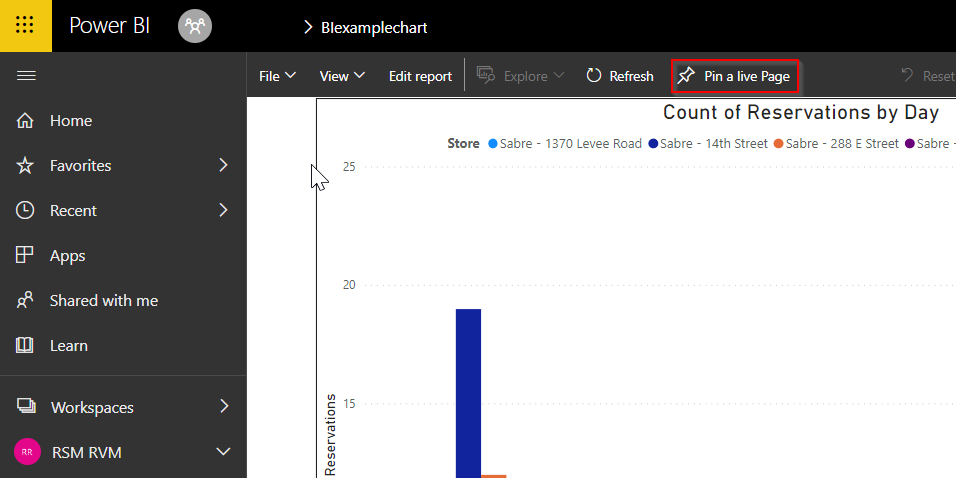 Power BI
BIexamplechart
File View Edit report Explore Refresh Pin a live Page Reset
Home
Favorites
Recent
Apps
Shared with me
Learn
Workspaces
RR RSM RVM
Count of Reservations by Day
Store Sabre - 1370 Levee Road Sabre - 14th Street Sabre - 288 E Street Sabre -
25
20
15
Reservations